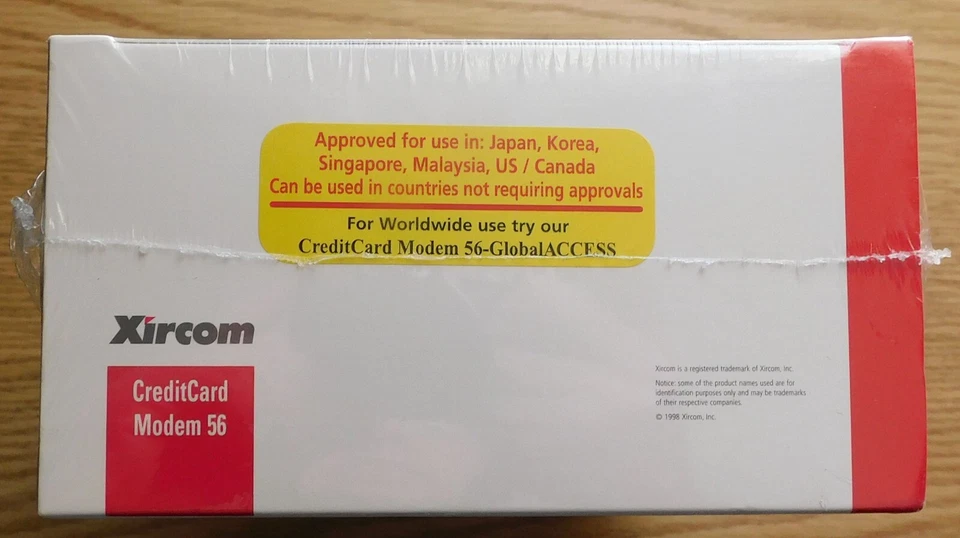 Approved for use in: Japan, Korea,
Singapore, Malaysia, US / Canada
Can be used in countries not requiring approvals
For Worldwide use try our
CreditCard Modem 56-GlobalACCESS
Xircom
CreditCard
Modem 56
Xircom is a registered trademark of Xircom, Inc.
Notice: some of the product names used are for
identification purposes only and may be trademarks
of their respective companies.
© 1998 Xircom, Inc.